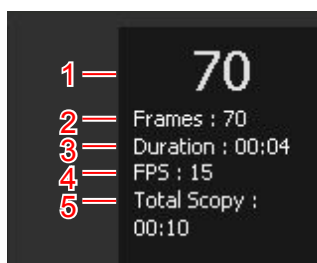 1 70
2 Frames : 70
3 Duration : 00:04
4 FPS : 15
5 Total Scopy :
00:10